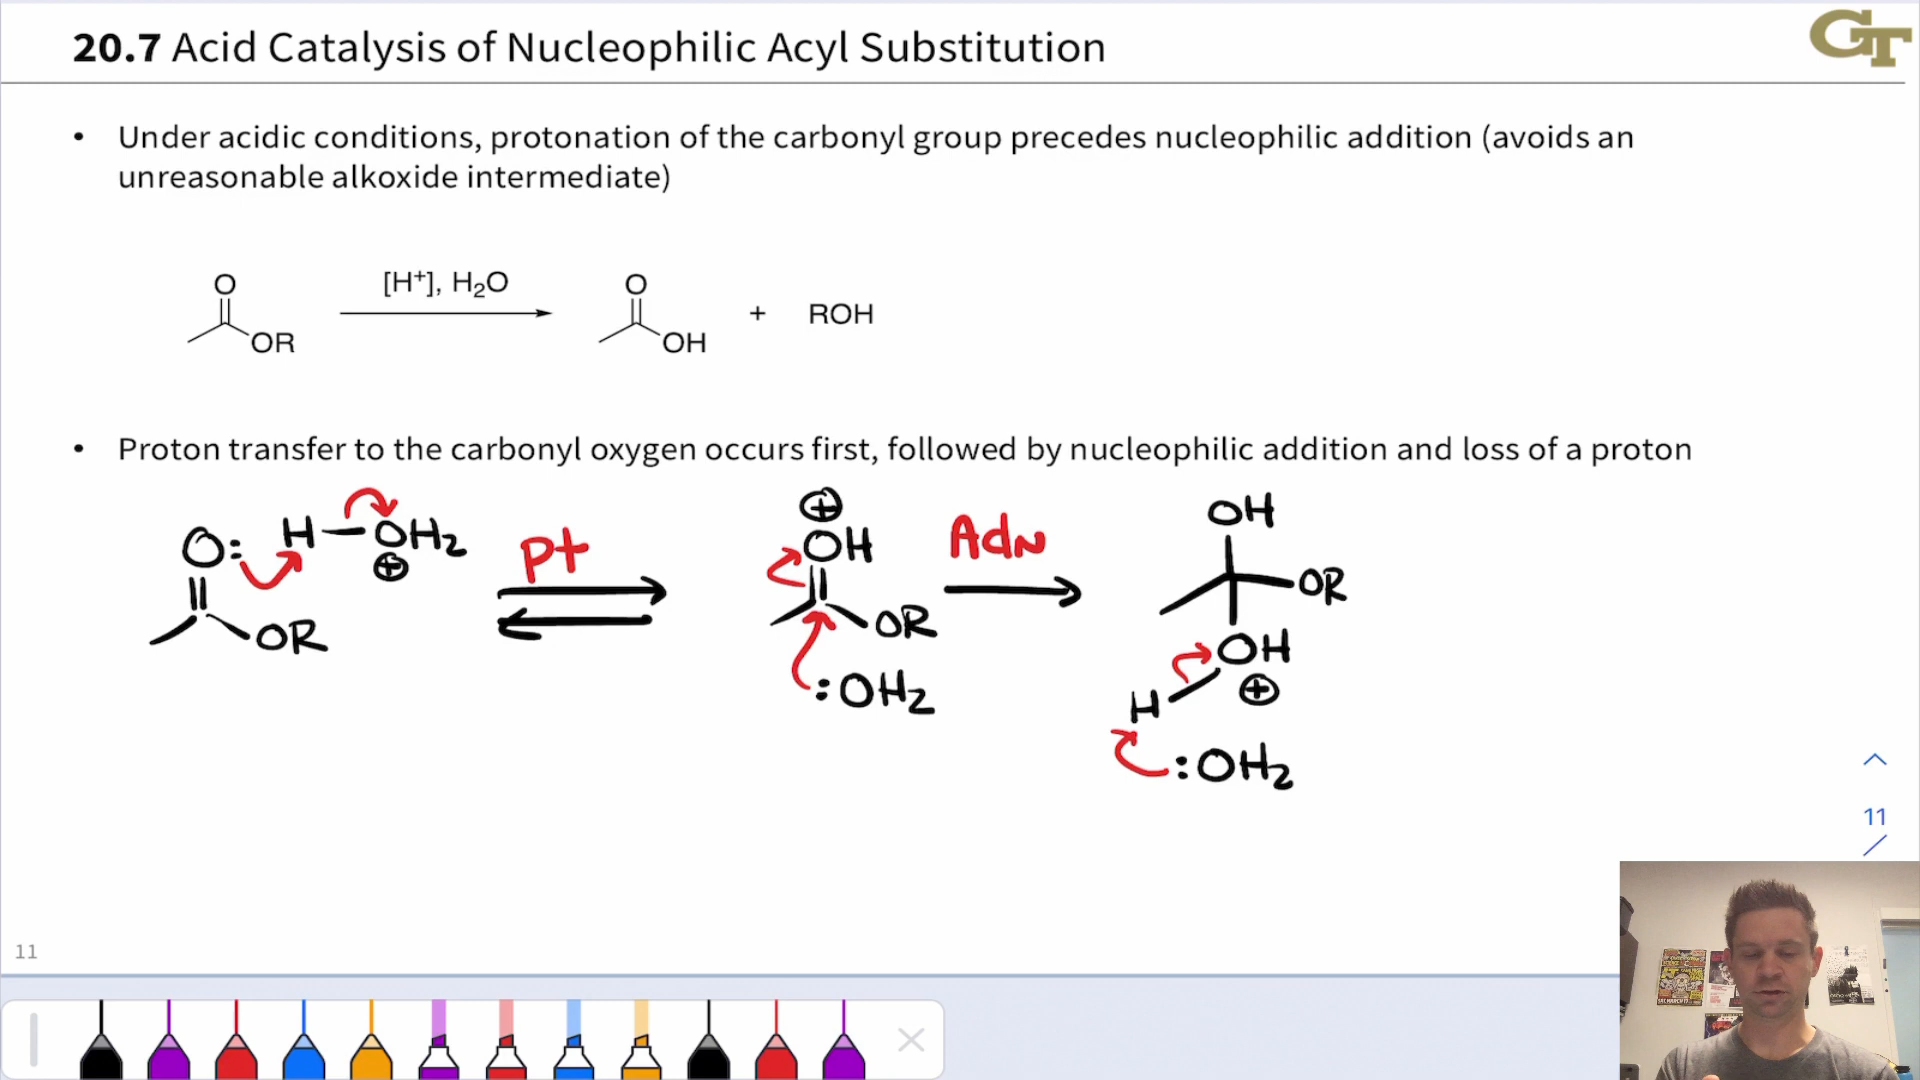 20.7 Acid Catalysis of Nucleophilic Acyl Substitution
GT
• Under acidic conditions, protonation of the carbonyl group precedes nucleophilic addition (avoids an
unreasonable alkoxide intermediate)
O
OR
[H⁺], H₂O
O
OH
+
ROH
• Proton transfer to the carbonyl oxygen occurs first, followed by nucleophilic addition and loss of a proton
O: H—OH₂
⊕
OR
Pt
⊕
OH
OR
:OH₂
AdN
OH
OR
OH
⊕
H
:OH₂
11
11